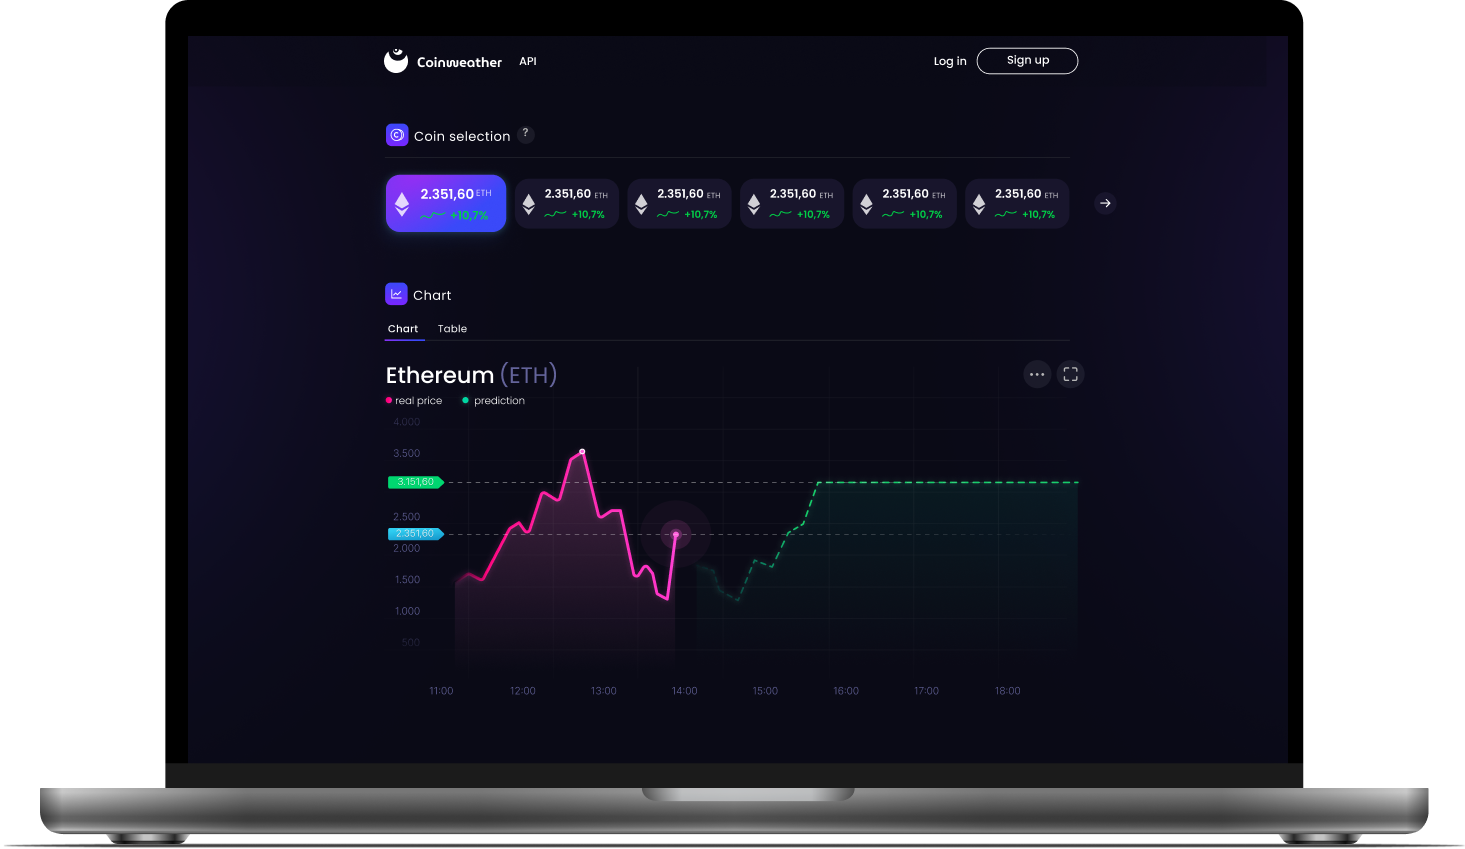 Coinweather API Log in Sign up
Coin selection ?
2.351,60 ETH 2.351,60 ETH 2.351,60 ETH 2.351,60 ETH 2.351,60 ETH 2.351,60 ETH
+10,7% +10,7% +10,7% +10,7% +10,7% +10,7%
Chart
Chart Table
Ethereum (ETH)
real price prediction
4.000
3.500
3.151,60
2.500
2.351,60
2.000
1.500
1.000
500
11:00 12:00 13:00 14:00 15:00 16:00 17:00 18:00